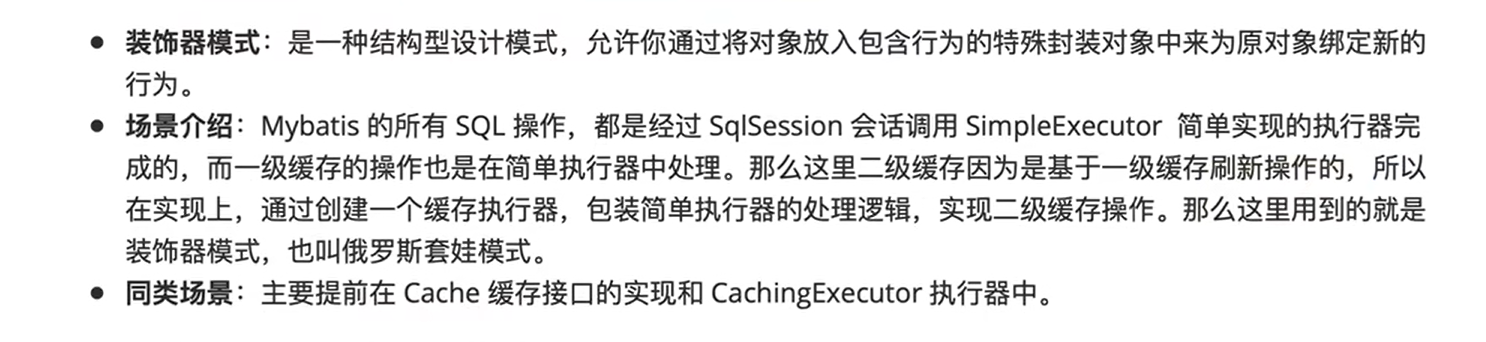 ● 装饰器模式：是一种结构型设计模式，允许你通过将对象放入包含行为的特殊封装对象中来为原对象绑定新的
行为。
● 场景介绍：Mybatis 的所有 SQL 操作，都是经过 SqlSession 会话调用 SimpleExecutor 简单实现的执行器完
成的，而一级缓存的操作也是在简单执行器中处理。那么这里二级缓存因为是基于一级缓存刷新操作的，所以
在实现上，通过创建一个缓存执行器，包装简单执行器的处理逻辑，实现二级缓存操作。那么这里用到的就是
装饰器模式，也叫俄罗斯套娃模式。
● 同类场景：主要提前在 Cache 缓存接口的实现和 CachingExecutor 执行器中。